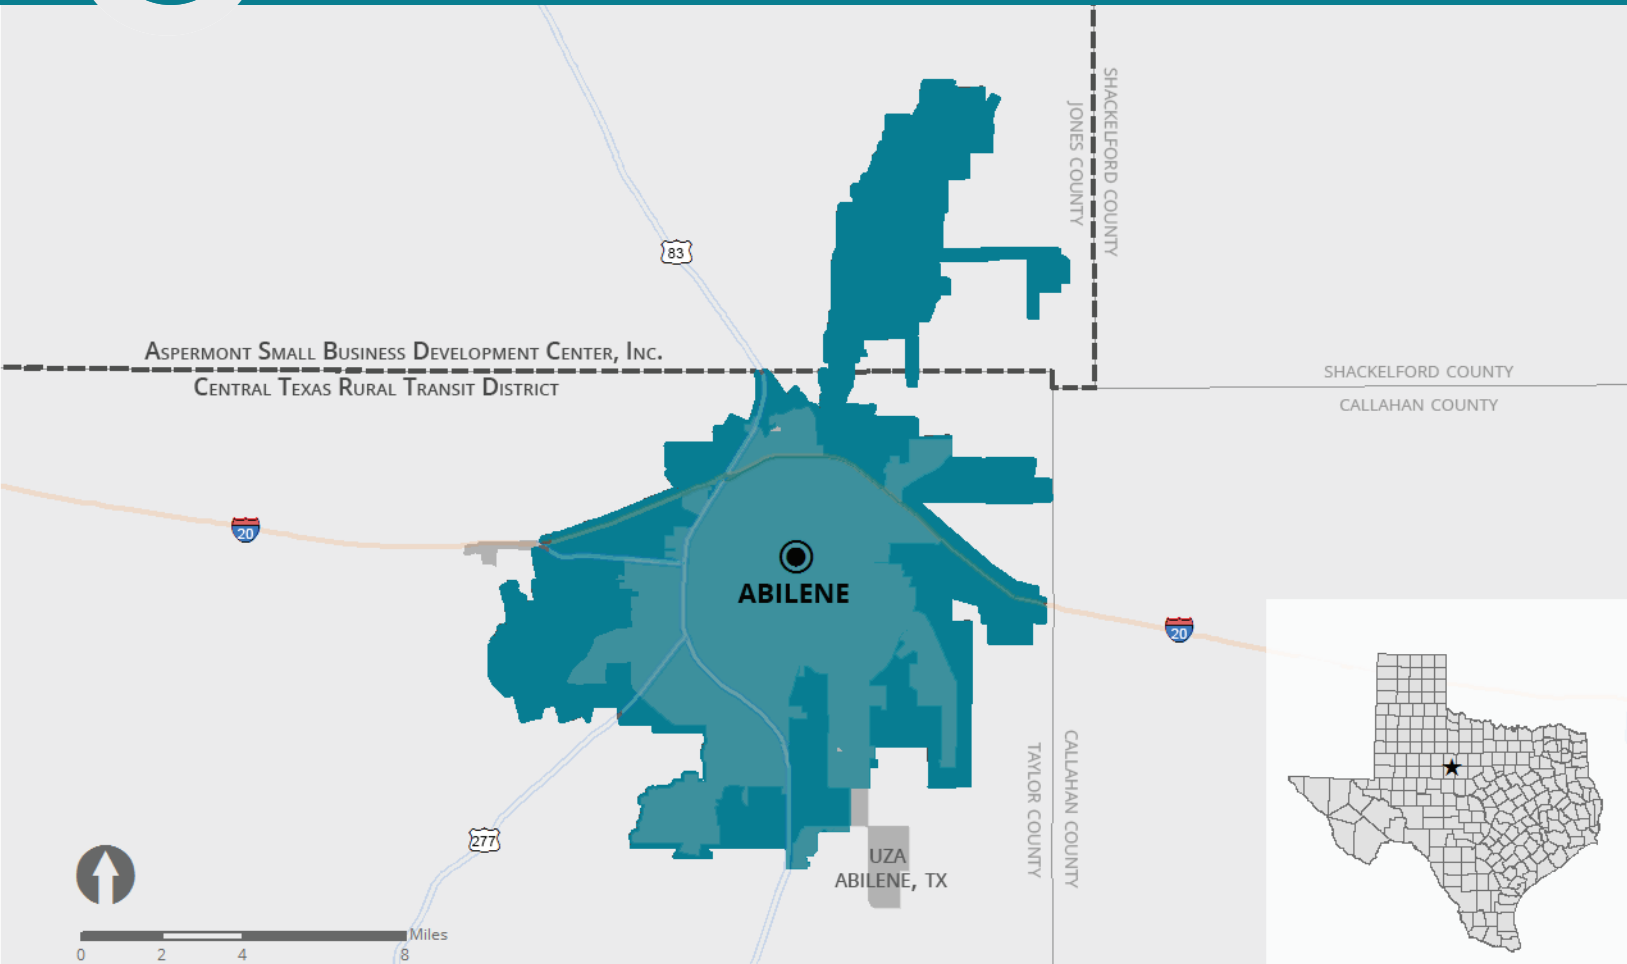 SHACKELFORD COUNTY
JONES COUNTY
83
Aspermont Small Business Development Center, Inc.
Central Texas Rural Transit District
SHACKELFORD COUNTY
CALLAHAN COUNTY
20
ABILENE
20
CALLAHAN COUNTY
TAYLOR COUNTY
277
UZA
ABILENE, TX
Miles
0 2 4 8